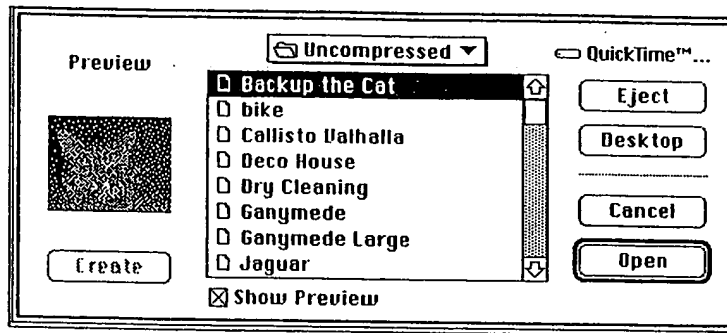 Preview
Uncompressed
QuickTime™...
Backup the Cat
bike
Callisto Valhalla
Deco House
Dry Cleaning
Ganymede
Ganymede Large
Jaguar
Eject
Desktop
Cancel
Open
Create
Show Preview